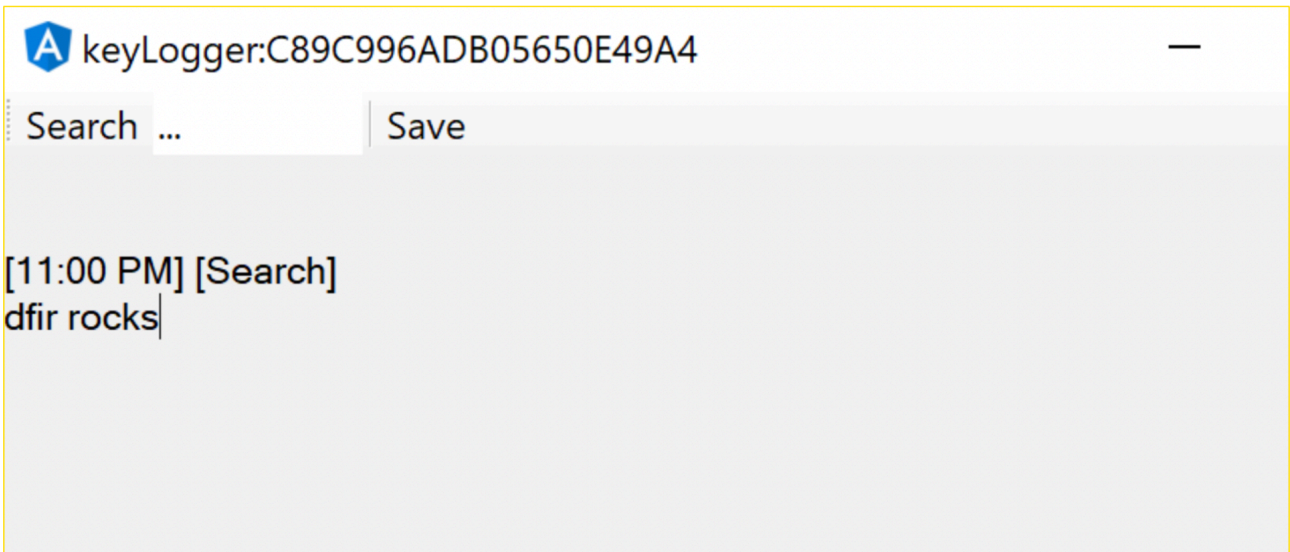 keyLogger:C89C996ADB05650E49A4
Search ... Save
[11:00 PM] [Search]
dfir rocks